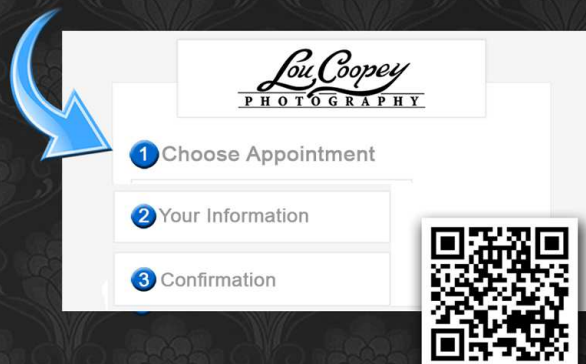 Lou Coopey
PHOTOGRAPHY
1 Choose Appointment
2 Your Information
3 Confirmation